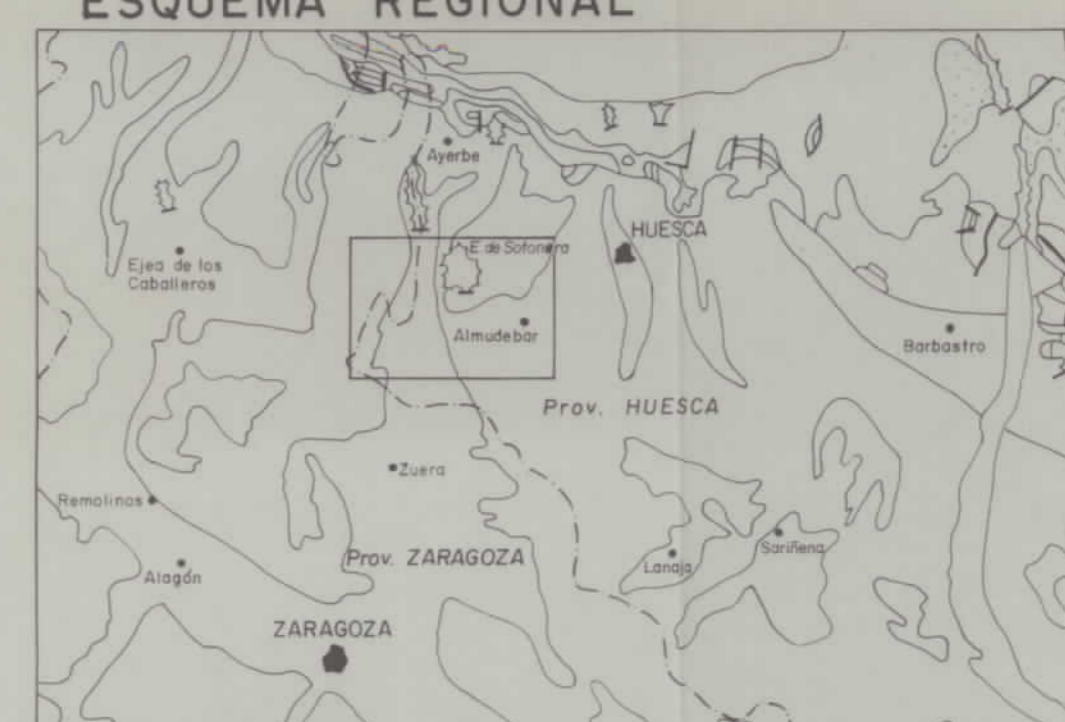 ESQUEMA REGIONAL
Ayerbe
HUESCA
E. de Sotonera
Ejea de los
Caballeros
Almudebar
Barbastro
Prov. HUESCA
Zuera
Remolinos
Sariñena
Prov. ZARAGOZA
Lanaja
Alagón
ZARAGOZA